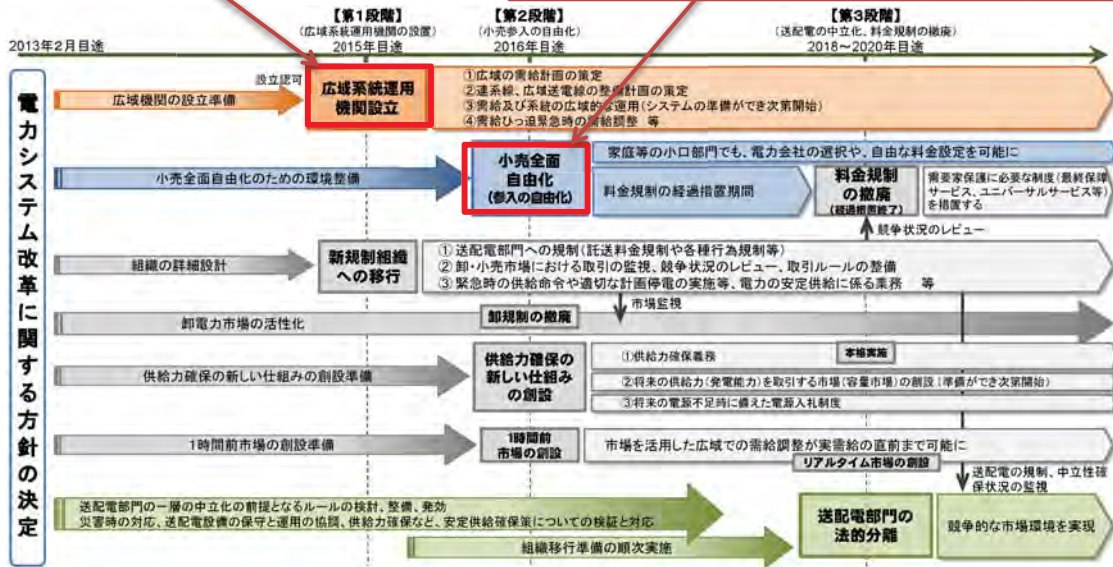 【第1段階】
(広域系統運用機関の設置)
2015年目途
【第2段階】
(小売参入の自由化)
2016年目途
【第3段階】
(送配電の中立化、料金規制の撤廃)
2018～2020年目途
2013年2月目途
電力システム改革に関する方針の決定
広域機関の設立準備
設立認可
広域系統運用
機関設立
①広域の需給計画の策定
②連系線、広域送電線の整備計画の策定
③需給及び系統の広域的な運用(システムの準備ができ次第開始)
④需給ひっ迫緊急時の需給調整 等
小売全面自由化のための環境整備
小売全面
自由化
(参入の自由化)
家庭等の小口部門でも、電力会社の選択や、自由な料金設定を可能に
料金規制の経過措置期間
料金規制
の撤廃
(経過措置終了)
需要家保護に必要な制度(最終保障
サービス、ユニバーサルサービス等)
を措置する
競争状況のレビュー
組織の詳細設計
新規制組織
への移行
① 送配電部門への規制(託送料金規制や各種行為規制等)
② 卸・小売市場における取引の監視、競争状況のレビュー、取引ルールの整備
③ 緊急時の供給命令や適切な計画停電の実施等、電力の安定供給に係る業務 等
市場監視
卸電力市場の活性化
卸規制の撤廃
供給力確保の新しい仕組みの創設準備
供給力確保の
新しい仕組み
の創設
①供給力確保義務
本格実施
②将来の供給力(発電能力)を取引する市場(容量市場)の創設(準備ができ次第開始)
③将来の電源不足時に備えた電源入札制度
1時間前市場の創設準備
1時間前
市場の創設
市場を活用した広域での需給調整が実需給の直前まで可能に
リアルタイム市場の創設
送配電の規制、中立性確
保状況の監視
送配電部門の一層の中立化の前提となるルールの検討、整備、発効
災害時の対応、送配電設備の保守と運用の協調、供給力確保など、安定供給確保策についての検証と対応
組織移行準備の順次実施
送配電部門の
法的分離
競争的な市場環境を実現